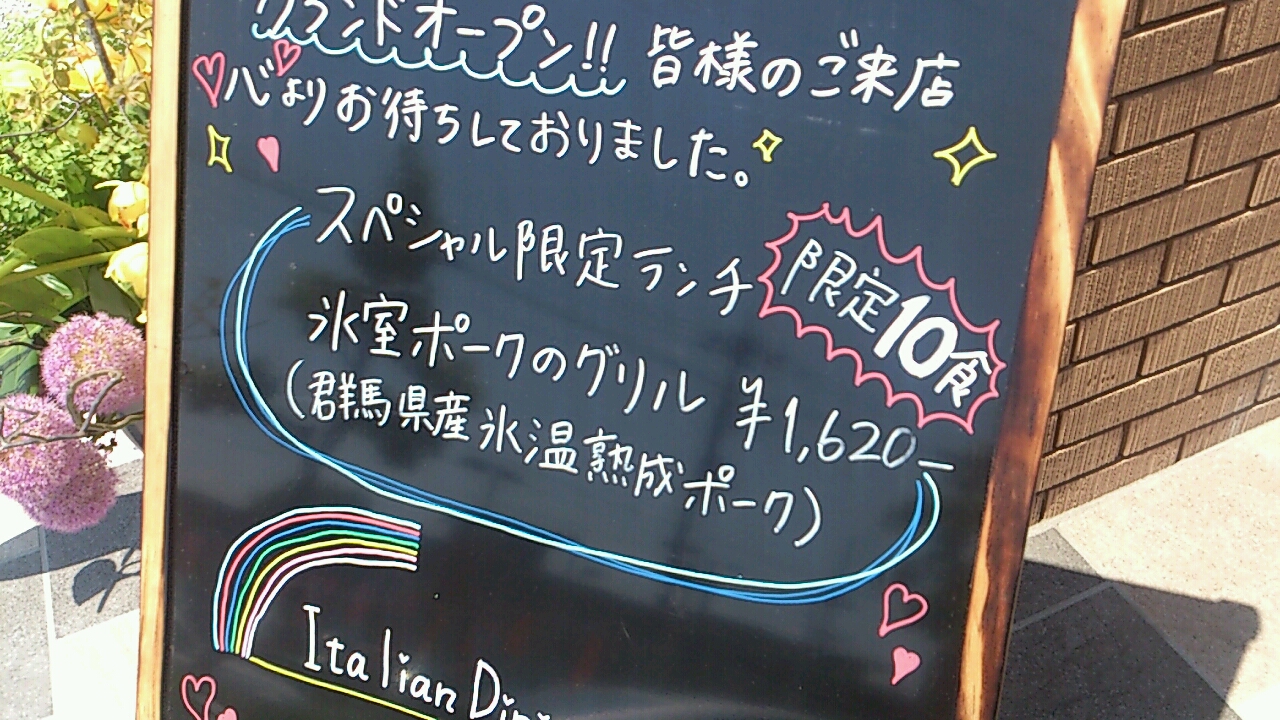 グランドオープン!! 皆様のご来店
心よりお待ちしておりました。
スペシャル限定ランチ
限定10食
氷室ポークのグリル ¥1,620-
(群馬県産氷温熟成ポーク)
Italian Dini